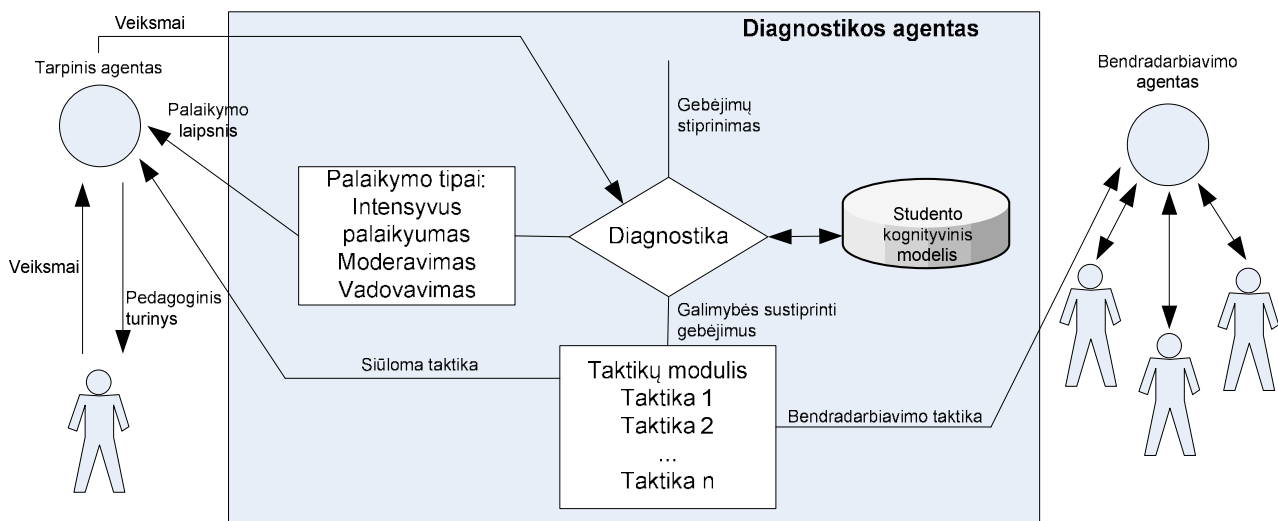 Veiksmai
Diagnostikos agentas
Tarpinis agentas
Bendradarbiavimo
agentas
Palaikymo
laipsnis
Gebėjimų
stiprinimas
Palaikymo tipai:
Intensyvus
palaikyumas
Moderavimas
Vadovavimas
Diagnostika
Studento
kognityvinis
modelis
Veiksmai
Pedagoginis
turinys
Galimybės sustiprinti
gebėjimus
Siūloma taktika
Taktikų modulis
Taktika 1
Taktika 2
...
Taktika n
Bendradarbiavimo taktika